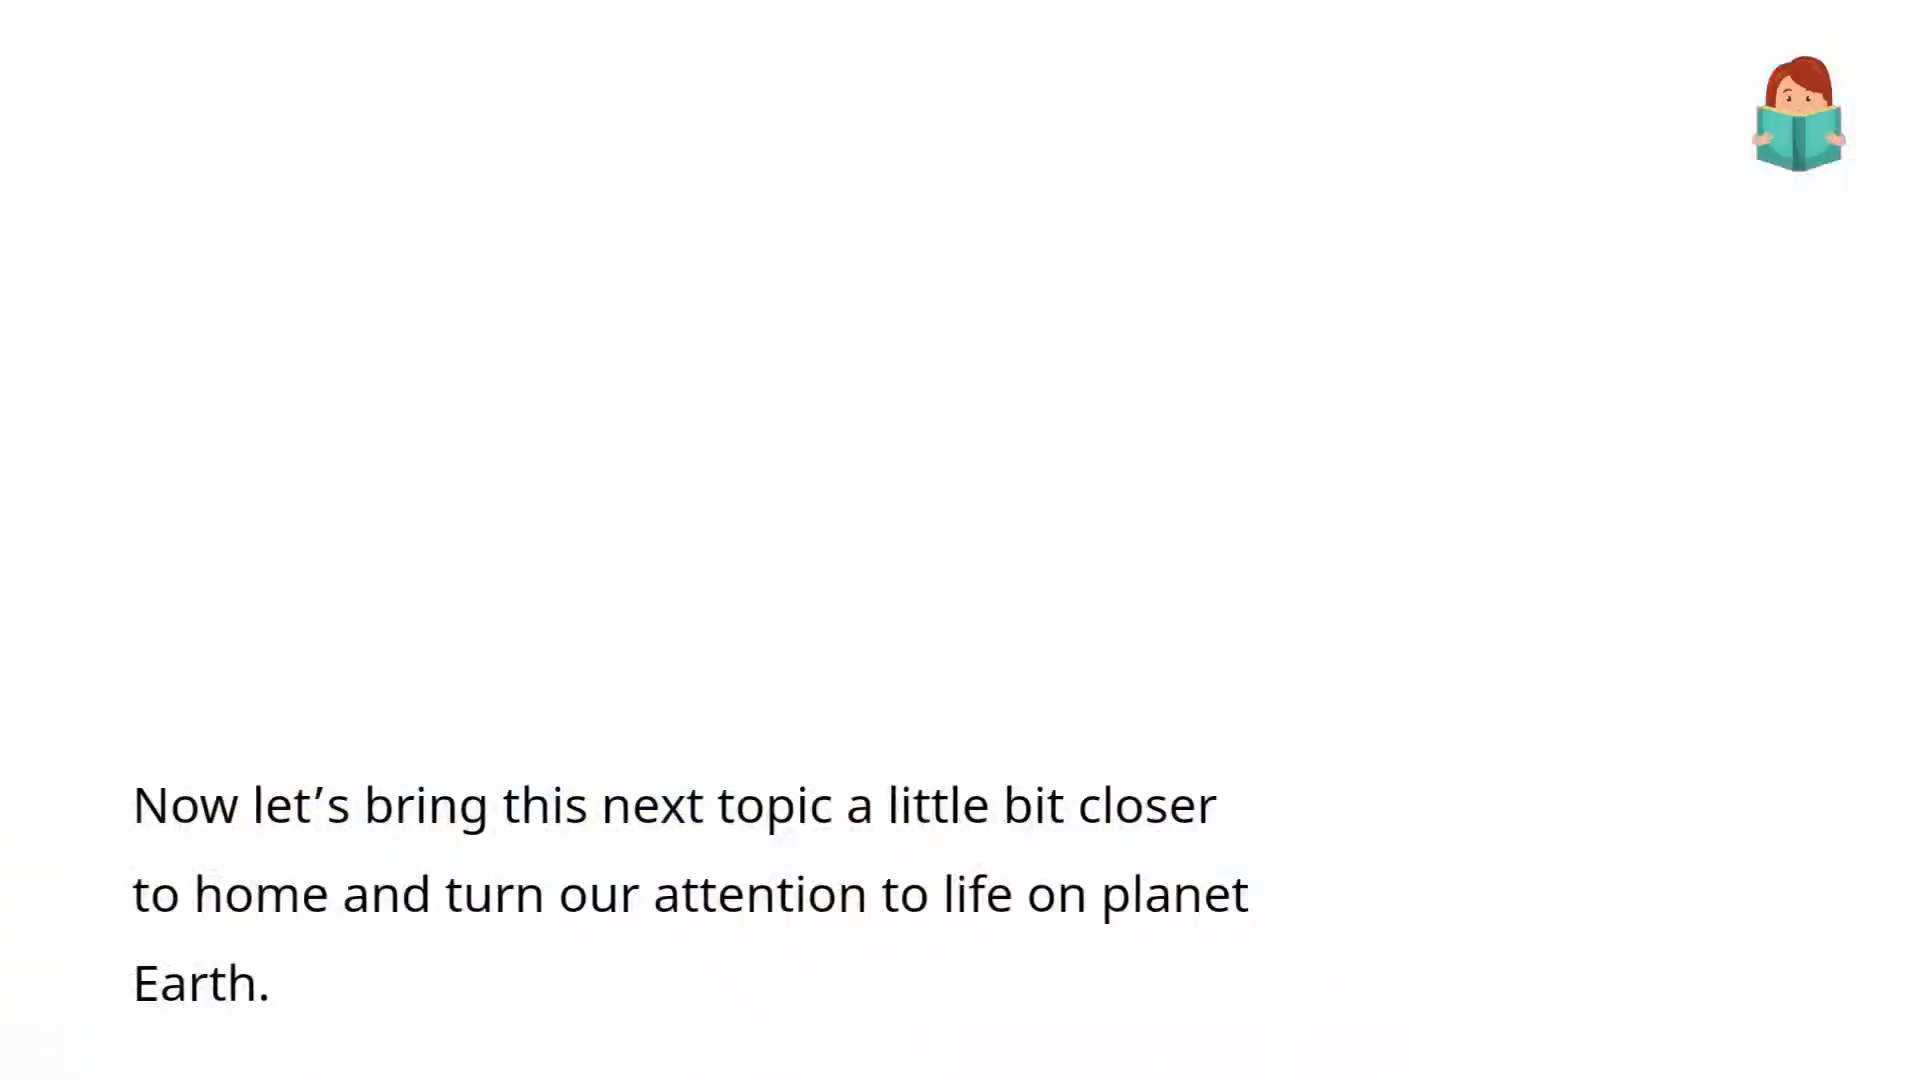 Now let’s bring this next topic a little bit closer
to home and turn our attention to life on planet
Earth.